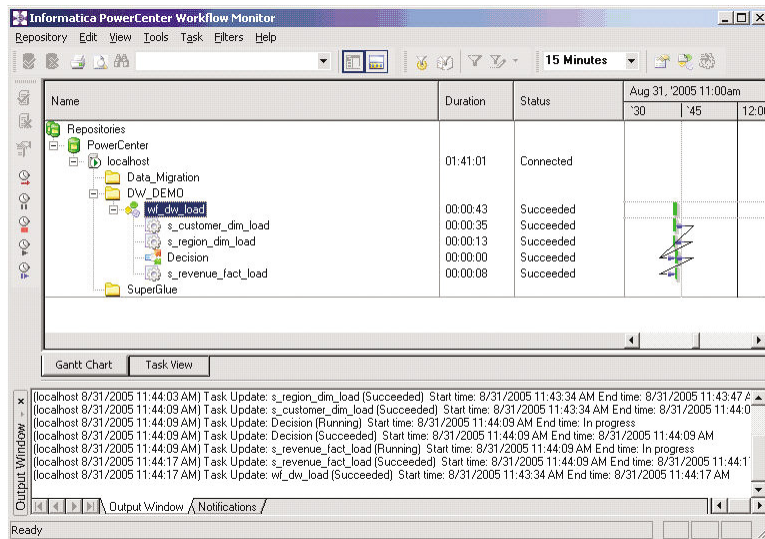 Informatica PowerCenter Workflow Monitor
Repository Edit View Tools Task Filters Help
15 Minutes
Name Duration Status Aug 31, '2005 11:00am
`30 `45 12:0
Repositories
PowerCenter
localhost 01:41:01 Connected
Data_Migration
DW_DEMO
wf_dw_load 00:00:43 Succeeded
s_customer_dim_load 00:00:35 Succeeded
s_region_dim_load 00:00:13 Succeeded
Decision 00:00:00 Succeeded
s_revenue_fact_load 00:00:08 Succeeded
SuperGlue
Gantt Chart Task View
(localhost 8/31/2005 11:44:03 AM) Task Update: s_region_dim_load (Succeeded) Start time: 8/31/2005 11:43:34 AM End time: 8/31/2005 11:43:47 A
(localhost 8/31/2005 11:44:09 AM) Task Update: s_customer_dim_load (Succeeded) Start time: 8/31/2005 11:43:34 AM End time: 8/31/2005 11:44:0
(localhost 8/31/2005 11:44:09 AM) Task Update: Decision (Running) Start time: 8/31/2005 11:44:09 AM End time: In progress
(localhost 8/31/2005 11:44:09 AM) Task Update: Decision (Succeeded) Start time: 8/31/2005 11:44:09 AM End time: 8/31/2005 11:44:09 AM
(localhost 8/31/2005 11:44:09 AM) Task Update: s_revenue_fact_load (Running) Start time: 8/31/2005 11:44:09 AM End time: In progress
(localhost 8/31/2005 11:44:17 AM) Task Update: s_revenue_fact_load (Succeeded) Start time: 8/31/2005 11:44:09 AM End time: 8/31/2005 11:44:1
(localhost 8/31/2005 11:44:17 AM) Task Update: wf_dw_load (Succeeded) Start time: 8/31/2005 11:43:34 AM End time: 8/31/2005 11:44:17 AM
Output Window
Output Window Notifications
Ready